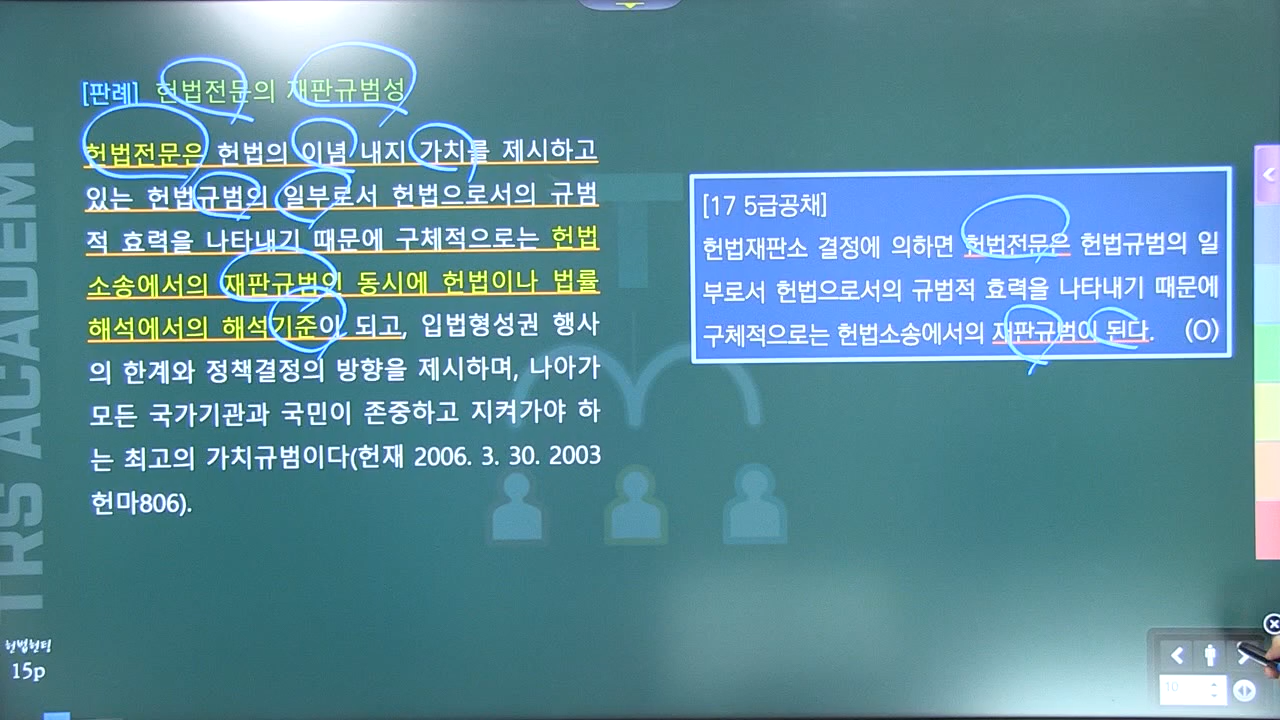 [판례] 헌법전문의 재판규범성
헌법전문은 헌법의 이념 내지 가치를 제시하고
있는 헌법규범의 일부로서 헌법으로서의 규범
적 효력을 나타내기 때문에 구체적으로는 헌법
소송에서의 재판규범인 동시에 헌법이나 법률
해석에서의 해석기준이 되고, 입법형성권 행사
의 한계와 정책결정의 방향을 제시하며, 나아가
모든 국가기관과 국민이 존중하고 지켜가야 하
는 최고의 가치규범이다(헌재 2006. 3. 30. 2003
헌마806).
[17 5급공채]
헌법재판소 결정에 의하면 헌법전문은 헌법규범의 일
부로서 헌법으로서의 규범적 효력을 나타내기 때문에
구체적으로는 헌법소송에서의 재판규범이 된다. (O)
TRS ACADEMY
헌법헌팅
15p
10